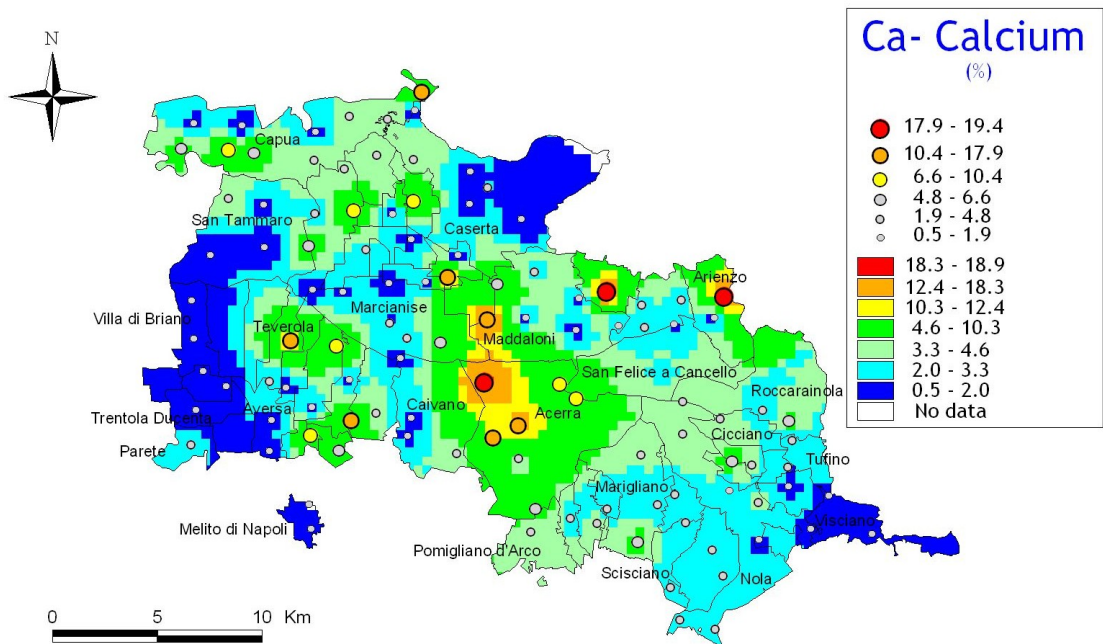 Ca- Calcium
(%)
17.9 - 19.4
10.4 - 17.9
6.6 - 10.4
4.8 - 6.6
1.9 - 4.8
0.5 - 1.9
18.3 - 18.9
12.4 - 18.3
10.3 - 12.4
4.6 - 10.3
3.3 - 4.6
2.0 - 3.3
0.5 - 2.0
No data
N
Capua
San Tammaro
Caserta
Arienzo
Marcianise
Villa di Briano
Teverola
Maddaloni
San Felice a Cancello
Roccarainola
Trentola Ducenta
Aversa
Caivano
Acerra
Parete
Cicciano
Tufino
Marigliano
Melito di Napoli
Visciano
Pomigliano d'Arco
Scisciano
Nola
0 5 10 Km